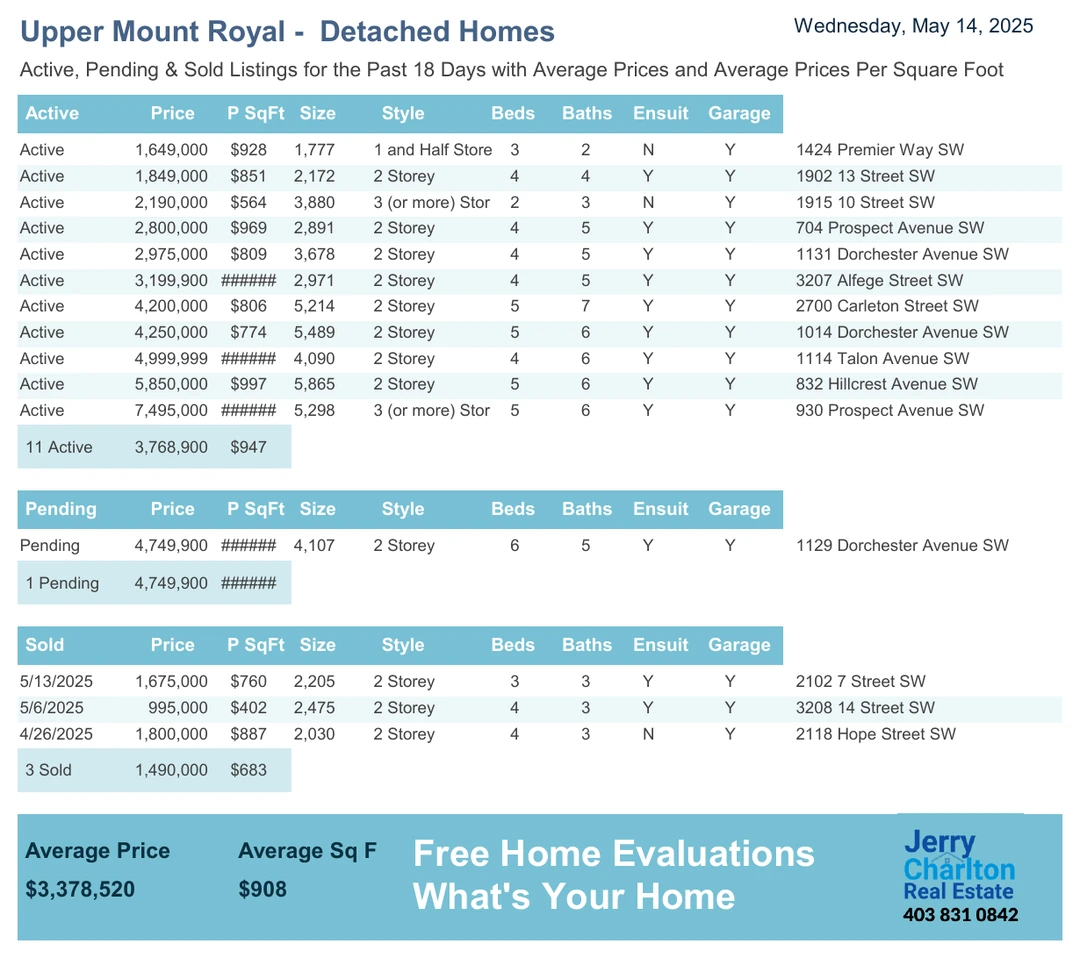 Upper Mount Royal - Detached Homes
Wednesday, May 14, 2025
Active, Pending & Sold Listings for the Past 18 Days with Average Prices and Average Prices Per Square Foot
Active Price P SqFt Size Style Beds Baths Ensuit Garage
Active 1,649,000 $928 1,777 1 and Half Store 3 2 N Y 1424 Premier Way SW
Active 1,849,000 $851 2,172 2 Storey 4 4 Y Y 1902 13 Street SW
Active 2,190,000 $564 3,880 3 (or more) Stor 2 3 N Y 1915 10 Street SW
Active 2,800,000 $969 2,891 2 Storey 4 5 Y Y 704 Prospect Avenue SW
Active 2,975,000 $809 3,678 2 Storey 4 5 Y Y 1131 Dorchester Avenue SW
Active 3,199,900 ###### 2,971 2 Storey 4 5 Y Y 3207 Alfege Street SW
Active 4,200,000 $806 5,214 2 Storey 5 7 Y Y 2700 Carleton Street SW
Active 4,250,000 $774 5,489 2 Storey 5 6 Y Y 1014 Dorchester Avenue SW
Active 4,999,999 ###### 4,090 2 Storey 4 6 Y Y 1114 Talon Avenue SW
Active 5,850,000 $997 5,865 2 Storey 5 6 Y Y 832 Hillcrest Avenue SW
Active 7,495,000 ###### 5,298 3 (or more) Stor 5 6 Y Y 930 Prospect Avenue SW
11 Active 3,768,900 $947
Pending Price P SqFt Size Style Beds Baths Ensuit Garage
Pending 4,749,900 ###### 4,107 2 Storey 6 5 Y Y 1129 Dorchester Avenue SW
1 Pending 4,749,900 ######
Sold Price P SqFt Size Style Beds Baths Ensuit Garage
5/13/2025 1,675,000 $760 2,205 2 Storey 3 3 Y Y 2102 7 Street SW
5/6/2025 995,000 $402 2,475 2 Storey 4 3 Y Y 3208 14 Street SW
4/26/2025 1,800,000 $887 2,030 2 Storey 4 3 N Y 2118 Hope Street SW
3 Sold 1,490,000 $683
Average Price Average Sq F
$3,378,520 $908
Free Home Evaluations
What's Your Home
Jerry
Charlton
Real Estate
403 831 0842